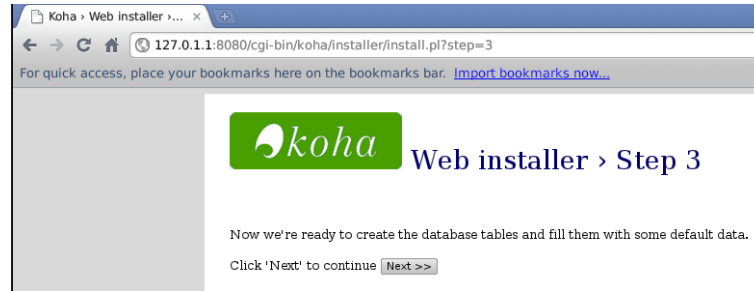 Koha › Web installer ›... ×
127.0.1.1:8080/cgi-bin/koha/installer/install.pl?step=3
For quick access, place your bookmarks here on the bookmarks bar. Import bookmarks now...
koha Web installer › Step 3
Now we're ready to create the database tables and fill them with some default data.
Click 'Next' to continue Next >>